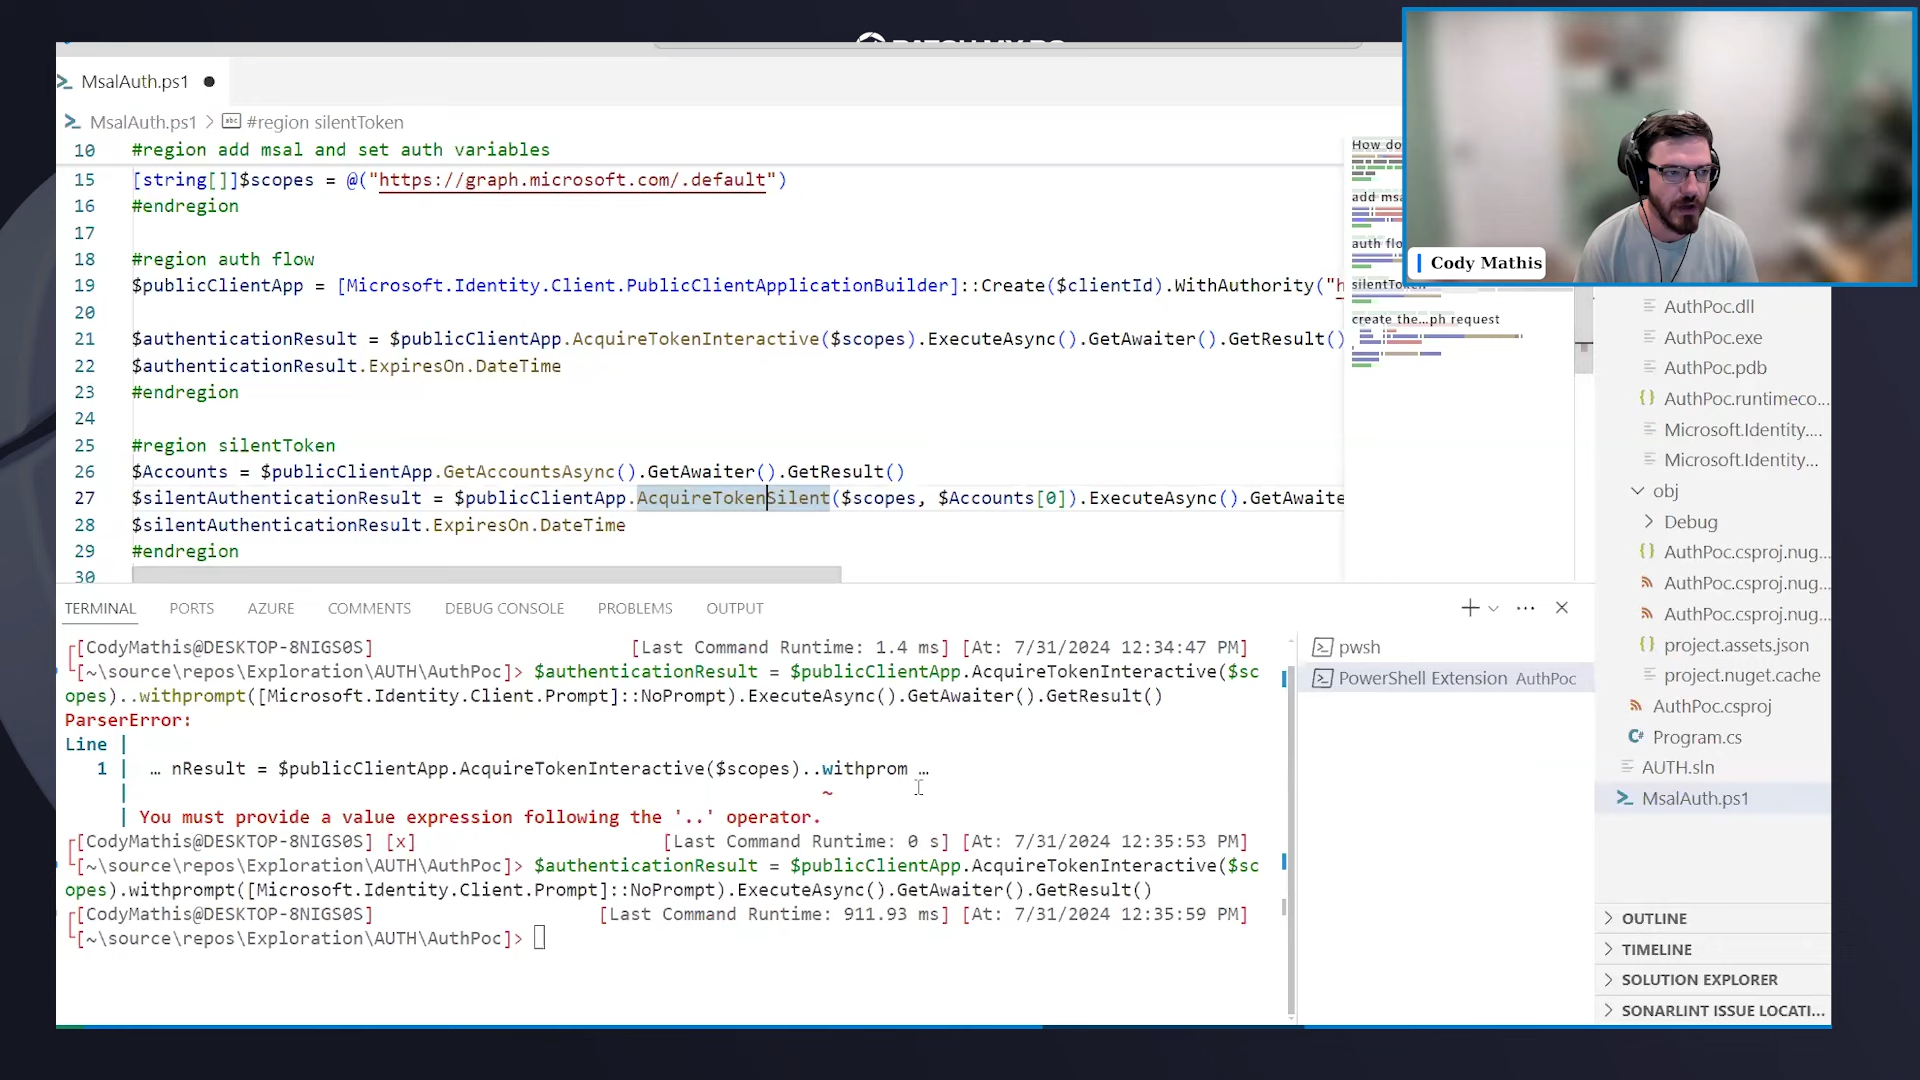 MsalAuth.ps1
MsalAuth.ps1 > #region silentToken
10 #region add msal and set auth variables
15 [string[]]$scopes = @("https://graph.microsoft.com/.default")
16 #endregion
17
18 #region auth flow
19 $publicClientApp = [Microsoft.Identity.Client.PublicClientApplicationBuilder]::Create($clientId).WithAuthority("h
20
21 $authenticationResult = $publicClientApp.AcquireTokenInteractive($scopes).ExecuteAsync().GetAwaiter().GetResult()
22 $authenticationResult.ExpiresOn.DateTime
23 #endregion
24
25 #region silentToken
26 $Accounts = $publicClientApp.GetAccountsAsync().GetAwaiter().GetResult()
27 $silentAuthenticationResult = $publicClientApp.AcquireTokenSilent($scopes, $Accounts[0]).ExecuteAsync().GetAwaite
28 $silentAuthenticationResult.ExpiresOn.DateTime
29 #endregion
30
How do
add msa
auth flo
silentToken
create the...ph request
Cody Mathis
AuthPoc.dll
AuthPoc.exe
AuthPoc.pdb
{} AuthPoc.runtimeco...
Microsoft.Identity....
Microsoft.Identity...
obj
Debug
{} AuthPoc.csproj.nug...
AuthPoc.csproj.nug...
AuthPoc.csproj.nug...
project.assets.json
project.nuget.cache
AuthPoc.csproj
C# Program.cs
AUTH.sln
MsalAuth.ps1
OUTLINE
TIMELINE
SOLUTION EXPLORER
SONARLINT ISSUE LOCATI...
TERMINAL PORTS AZURE COMMENTS DEBUG CONSOLE PROBLEMS OUTPUT
pwsh
PowerShell Extension AuthPoc
[CodyMathis@DESKTOP-8NIGS0S] [Last Command Runtime: 1.4 ms] [At: 7/31/2024 12:34:47 PM]
[~\source\repos\Exploration\AUTH\AuthPoc]> $authenticationResult = $publicClientApp.AcquireTokenInteractive($sc
opes)..withprompt([Microsoft.Identity.Client.Prompt]::NoPrompt).ExecuteAsync().GetAwaiter().GetResult()
ParserError:
Line |
1 | … nResult = $publicClientApp.AcquireTokenInteractive($scopes)..withprom …
| ~
| You must provide a value expression following the '..' operator.
[CodyMathis@DESKTOP-8NIGS0S] [x] [Last Command Runtime: 0 s] [At: 7/31/2024 12:35:53 PM]
[~\source\repos\Exploration\AUTH\AuthPoc]> $authenticationResult = $publicClientApp.AcquireTokenInteractive($sc
opes).withprompt([Microsoft.Identity.Client.Prompt]::NoPrompt).ExecuteAsync().GetAwaiter().GetResult()
[CodyMathis@DESKTOP-8NIGS0S] [Last Command Runtime: 911.93 ms] [At: 7/31/2024 12:35:59 PM]
[~\source\repos\Exploration\AUTH\AuthPoc]>